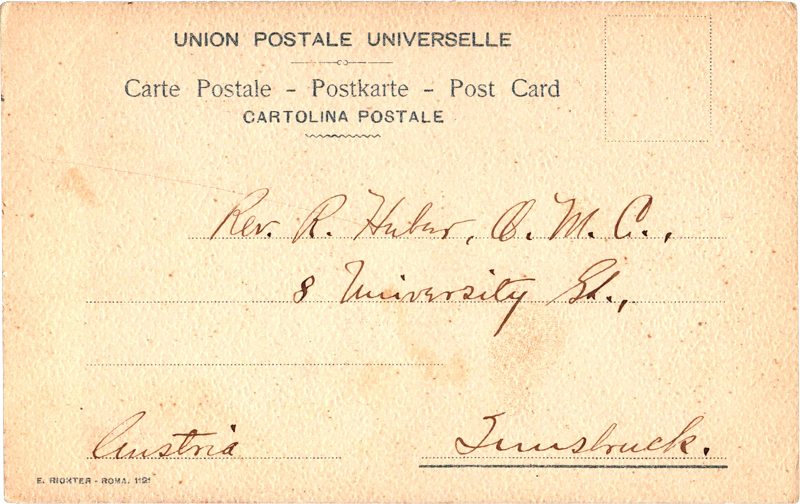 UNION POSTALE UNIVERSELLE
Carte Postale - Postkarte - Post Card
CARTOLINA POSTALE
Rev. R. Huber, O. M. C.,
8 University St.,
Austria
Innsbruck.
E. RICHTER - ROMA. 1121